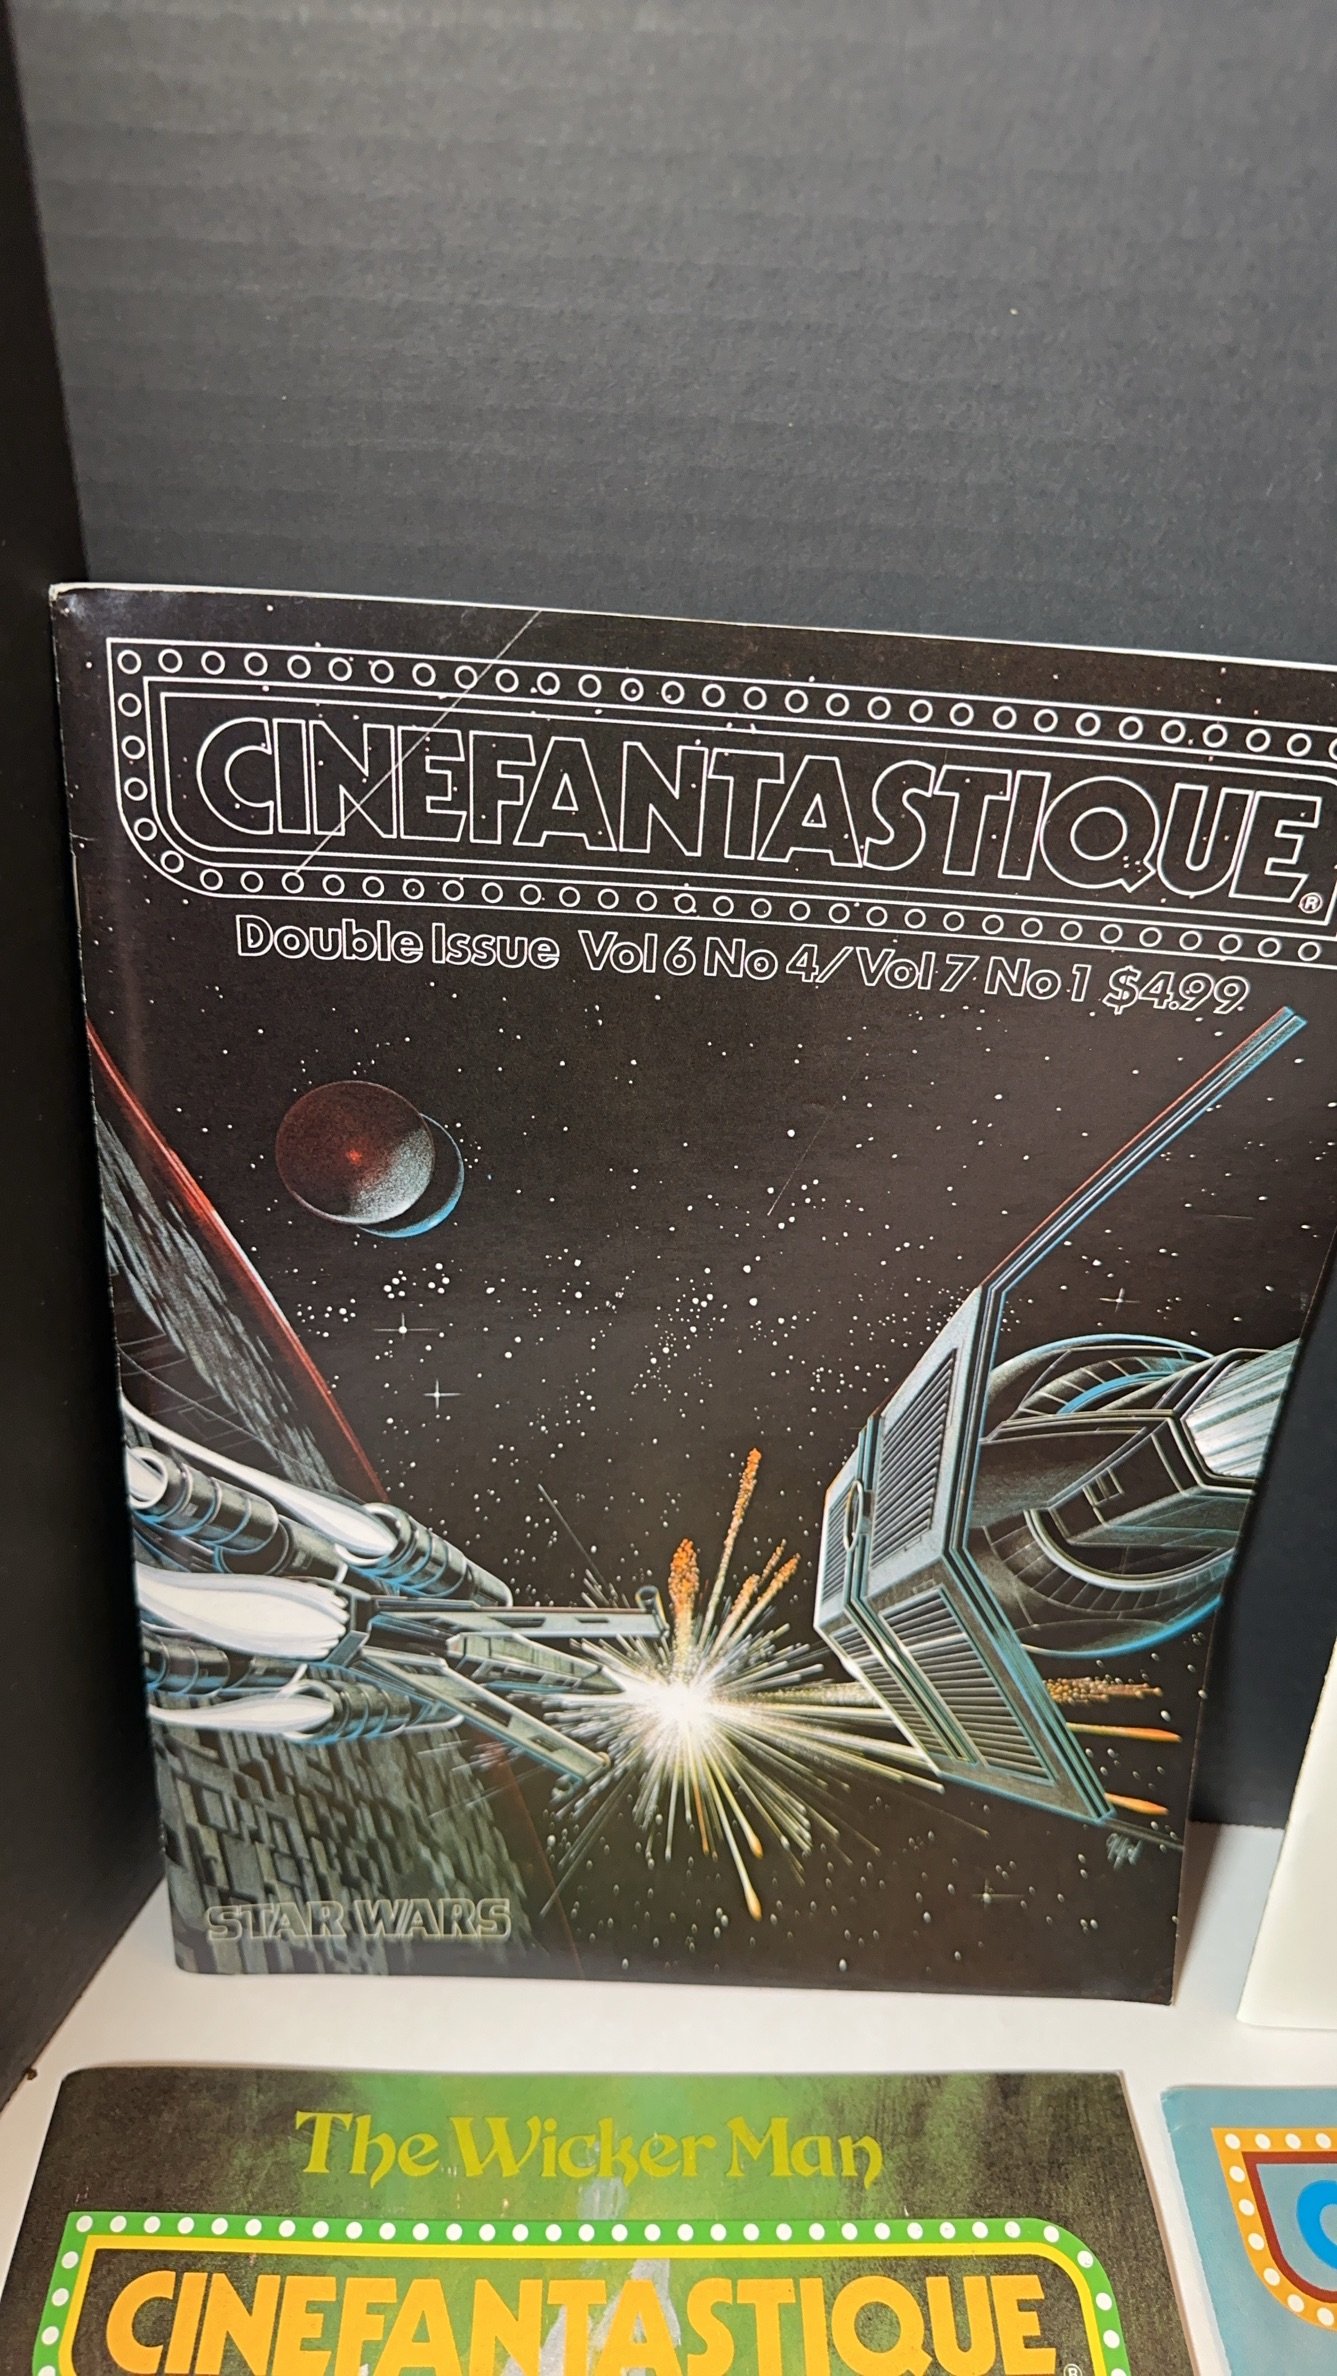 CINEFANTASTIQUE®
Double Issue Vol 6 No 4/Vol 7 No 1 $4.99
STAR WARS
The Wicker Man
CINEFANTASTIQUE®